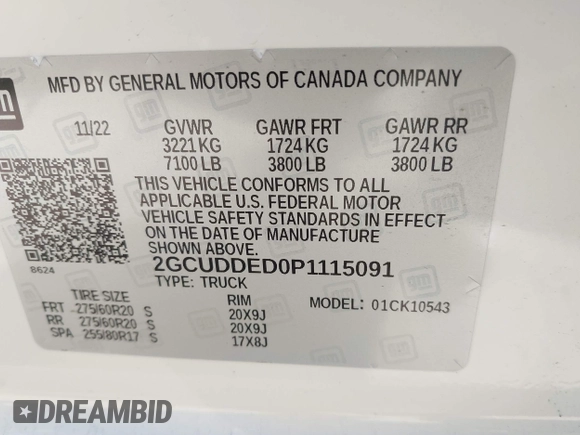 gm
MFD BY GENERAL MOTORS OF CANADA COMPANY
11/22 GVWR GAWR FRT GAWR RR
3221 KG 1724 KG 1724 KG
7100 LB 3800 LB 3800 LB
THIS VEHICLE CONFORMS TO ALL
APPLICABLE U.S. FEDERAL MOTOR
VEHICLE SAFETY STANDARDS IN EFFECT
ON THE DATE OF MANUFACTURE
SHOWN ABOVE.
8624
2GCUDDED0P1115091
TYPE: TRUCK
TIRE SIZE RIM MODEL: 01CK10543
FRT 275/60R20 S 20X9J
RR 275/60R20 S 20X9J
SPA 255/80R17 S 17X8J
DREAMBID